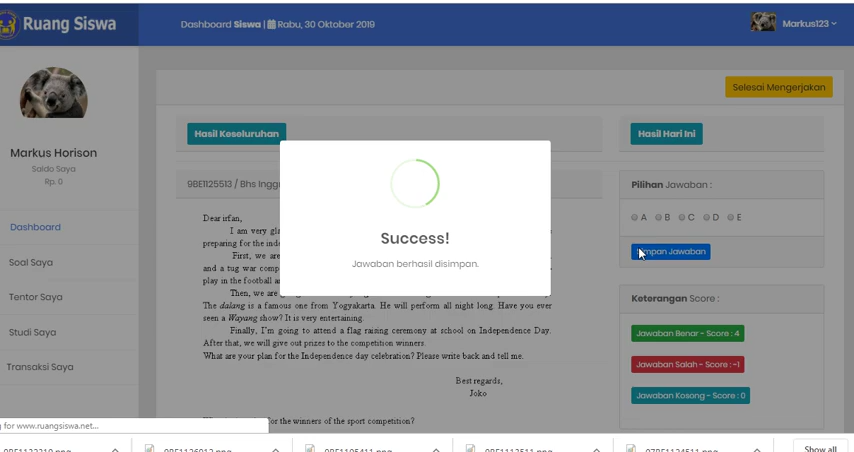 Ruang Siswa
Dashboard Siswa | Rabu, 30 Oktober 2019
Markus123
Selesai Mengerjakan
Markus Horison
Saldo Saya
Rp. 0
Dashboard
Soal Saya
Tentor Saya
Studi Saya
Transaksi Saya
Hasil Keseluruhan
Hasil Hari Ini
9BE1125513 / Bhs
Dear irfan,
I am very
preparing for the
First, we are
and a tug war
play in the football
Success!
Jawaban berhasil disimpan.
Then, we are
The dalang is a famous one from Yogyakarta. He will perform all night long. Have you ever
seen a Wayang show? It is very entertaining.
Finally, I'm going to attend a flag raising ceremony at school on Independence Day.
After that, we will give out prizes to the competition winners.
What are your plan for the Independence day celebration? Please write back and tell me.
Best regards,
Joko
for the winners of the sport competition?
Pilihan Jawaban :
A B C D E
Jawaban
Keterangan Score :
Jawaban Benar - Score : 4
Jawaban Salah - Score : -1
Jawaban Kosong - Score : 0
for www.ruangsiswa.net...
Show all